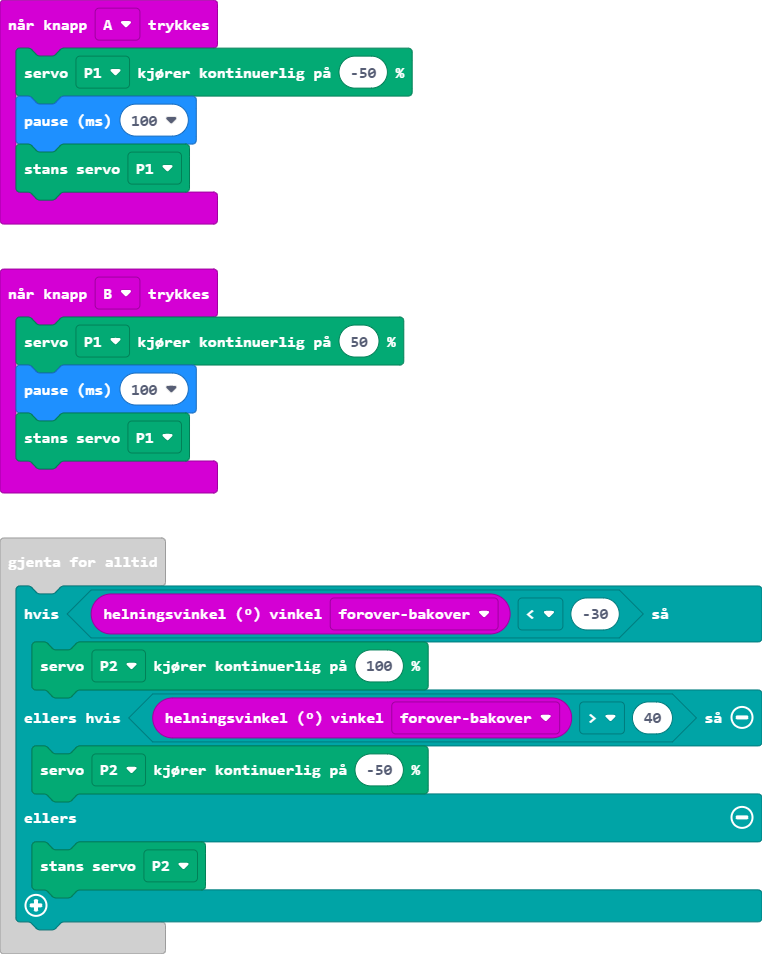 når knapp A trykkes
servo P1 kjører kontinuerlig på -50 %
pause (ms) 100
stans servo P1
når knapp B trykkes
servo P1 kjører kontinuerlig på 50 %
pause (ms) 100
stans servo P1
gjenta for alltid
hvis helningsvinkel (º) vinkel forover-bakover < -30 så
servo P2 kjører kontinuerlig på 100 %
ellers hvis helningsvinkel (º) vinkel forover-bakover > 40 så
servo P2 kjører kontinuerlig på -50 %
ellers
stans servo P2